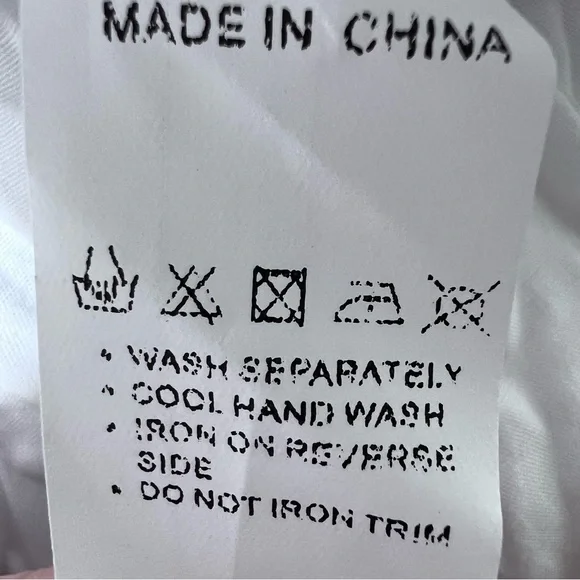 MADE IN CHINA
• WASH SEPARATELY
• COOL HAND WASH
• IRON ON REVERSE
SIDE
• DO NOT IRON TRIM